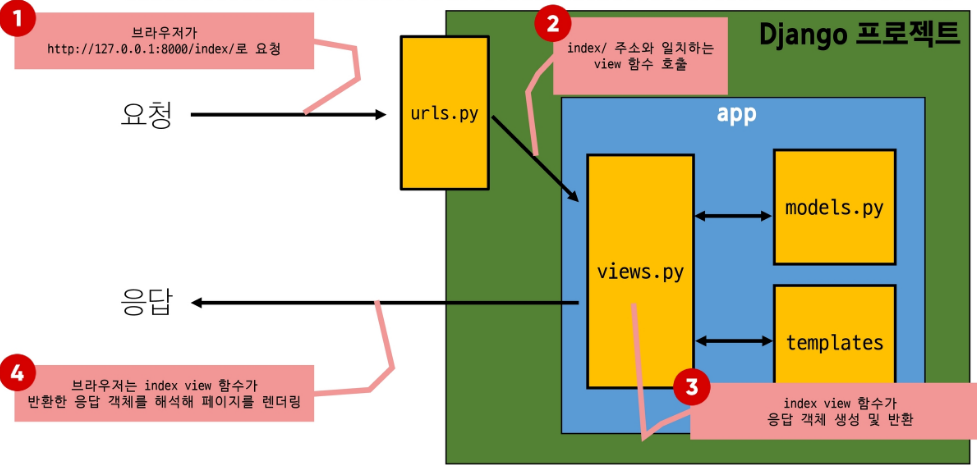 1
브라우저가
http://127.0.0.1:8000/index/로 요청
2
index/ 주소와 일치하는
view 함수 호출
Django 프로젝트
요청
urls.py
app
models.py
views.py
응답
templates
4
브라우저는 index view 함수가
반환한 응답 객체를 해석해 페이지를 렌더링
3
index view 함수가
응답 객체 생성 및 반환